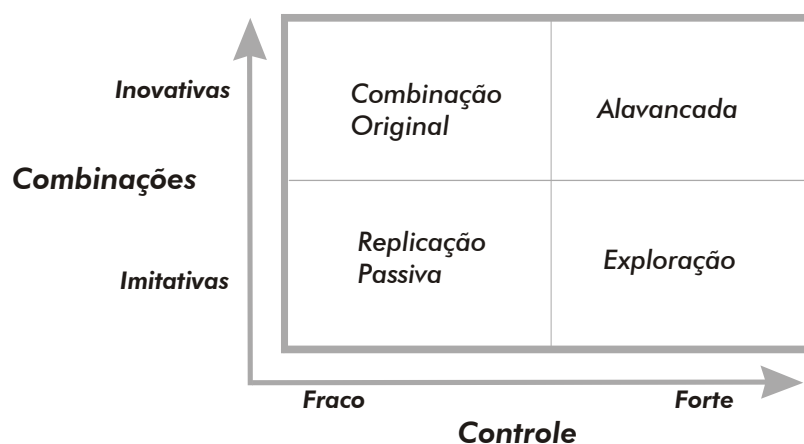 Inovativas
Combinação
Original
Alavancada
Combinações
Replicação
Passiva
Exploração
Imitativas
Fraco
Forte
Controle